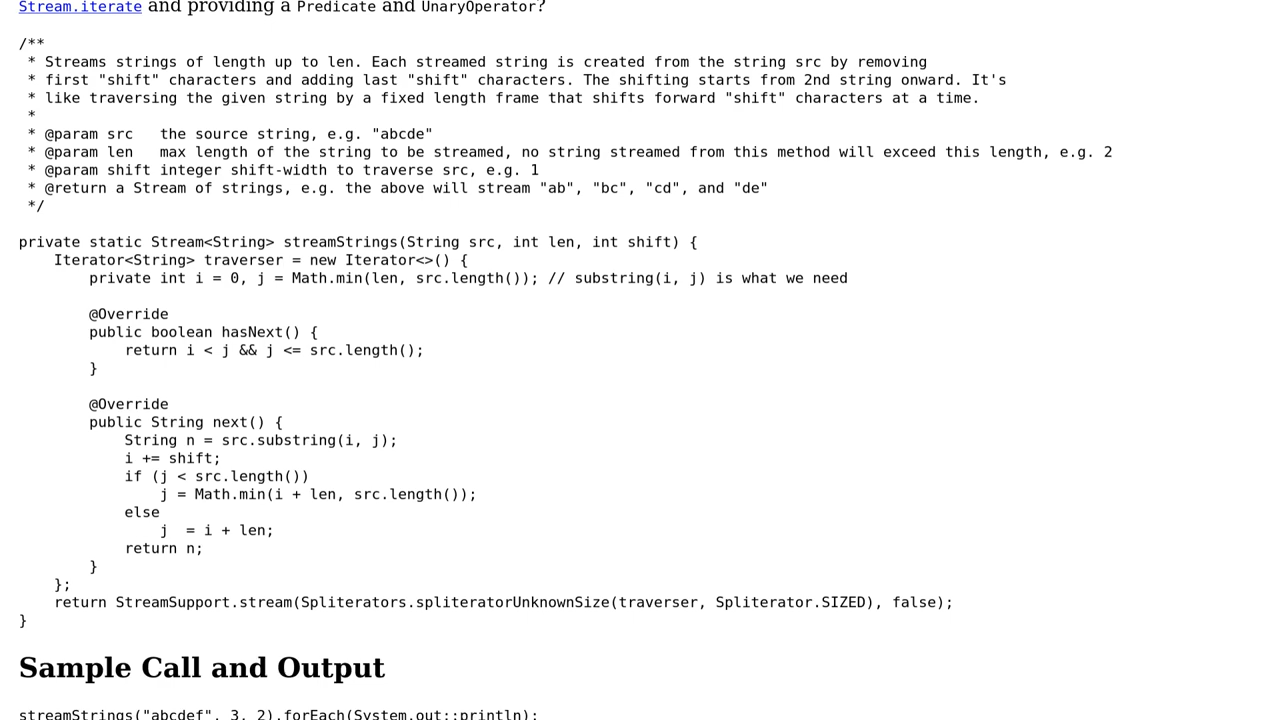 Stream.iterate and providing a Predicate and UnaryOperator?
/**
 * Streams strings of length up to len. Each streamed string is created from the string src by removing
 * first "shift" characters and adding last "shift" characters. The shifting starts from 2nd string onward. It's
 * like traversing the given string by a fixed length frame that shifts forward "shift" characters at a time.
 *
 * @param src   the source string, e.g. "abcde"
 * @param len   max length of the string to be streamed, no string streamed from this method will exceed this length, e.g. 2
 * @param shift integer shift-width to traverse src, e.g. 1
 * @return a Stream of strings, e.g. the above will stream "ab", "bc", "cd", and "de"
 */
private static Stream<String> streamStrings(String src, int len, int shift) {
    Iterator<String> traverser = new Iterator<>() {
        private int i = 0, j = Math.min(len, src.length()); // substring(i, j) is what we need
        @Override
        public boolean hasNext() {
            return i < j && j <= src.length();
        }
        @Override
        public String next() {
            String n = src.substring(i, j);
            i += shift;
            if (j < src.length())
                j = Math.min(i + len, src.length());
            else
                j  = i + len;
            return n;
        }
    };
    return StreamSupport.stream(Spliterators.spliteratorUnknownSize(traverser, Spliterator.SIZED), false);
}
Sample Call and Output
streamStrings("abcdef", 3, 2).forEach(System.out::println);